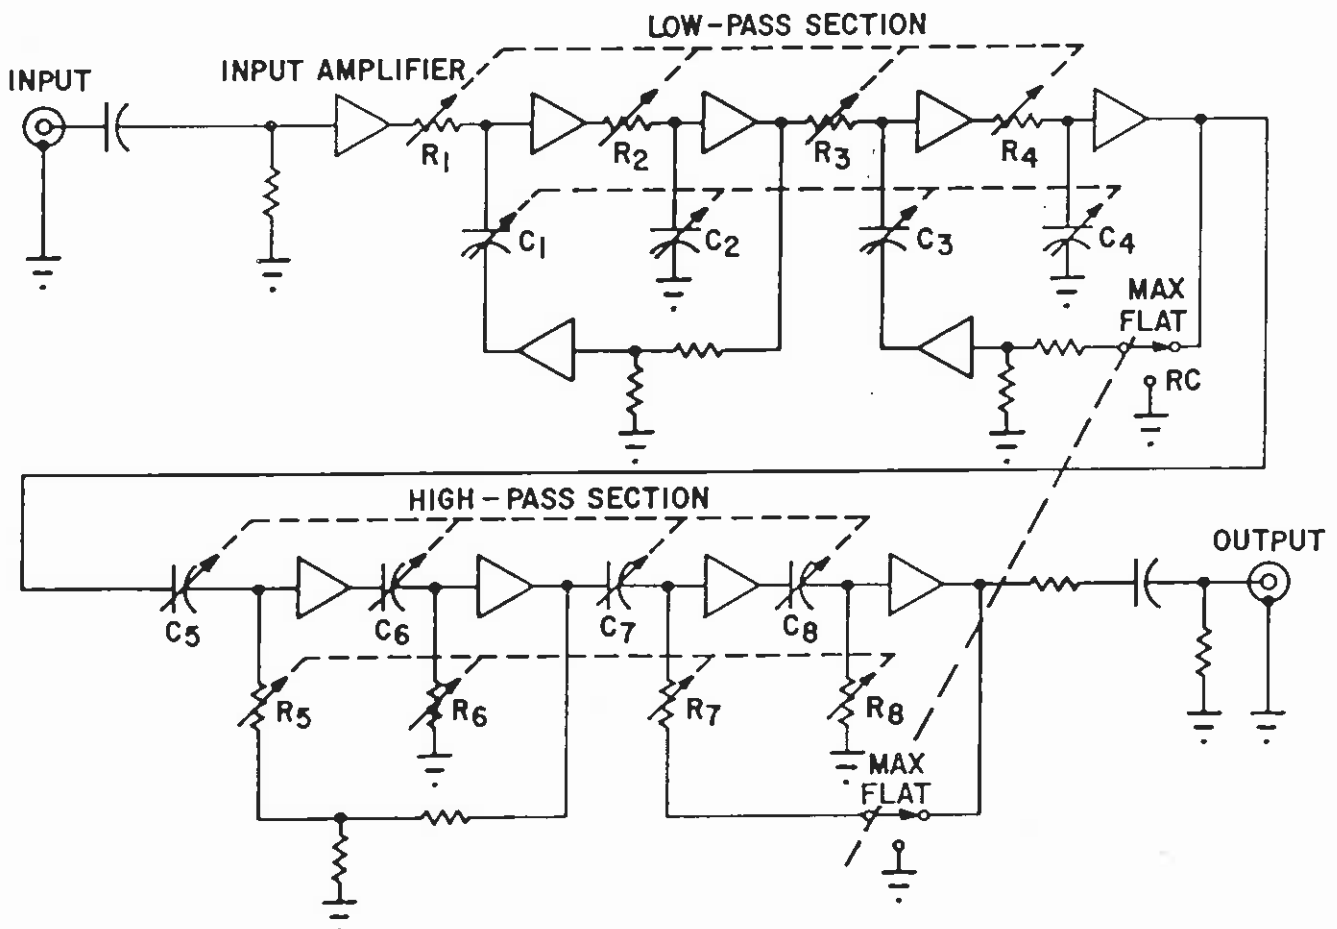 LOW-PASS SECTION
INPUT
INPUT AMPLIFIER
R1
R2
R3
R4
C1
C2
C3
C4
MAX
FLAT
RC
HIGH-PASS SECTION
OUTPUT
C5
C6
C7
C8
R5
R6
R7
R8
MAX
FLAT